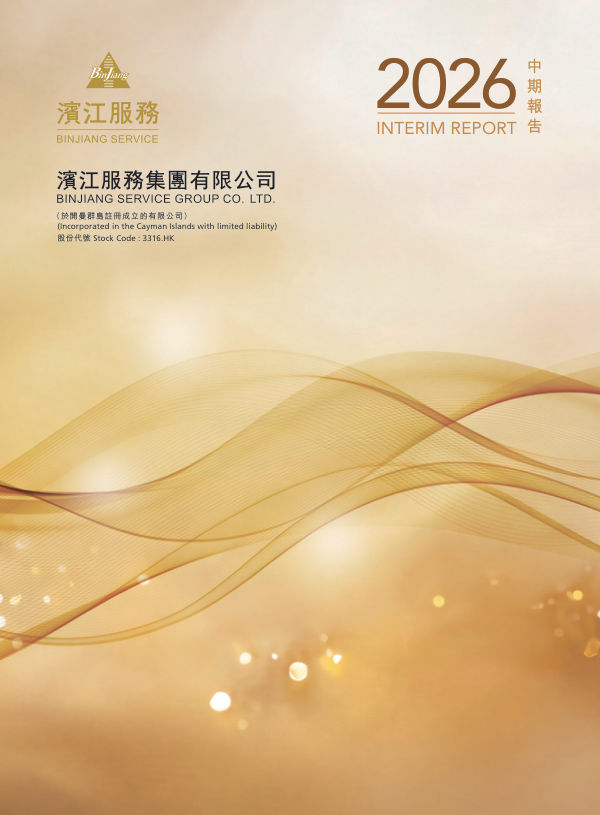 BinJiang
濱江服務
BINJIANG SERVICE
2026
INTERIM REPORT
中期報告
濱江服務集團有限公司
BINJIANG SERVICE GROUP CO. LTD.
(於開曼群島註冊成立的有限公司)
(Incorporated in the Cayman Islands with limited liability)
股份代號 Stock Code : 3316.HK